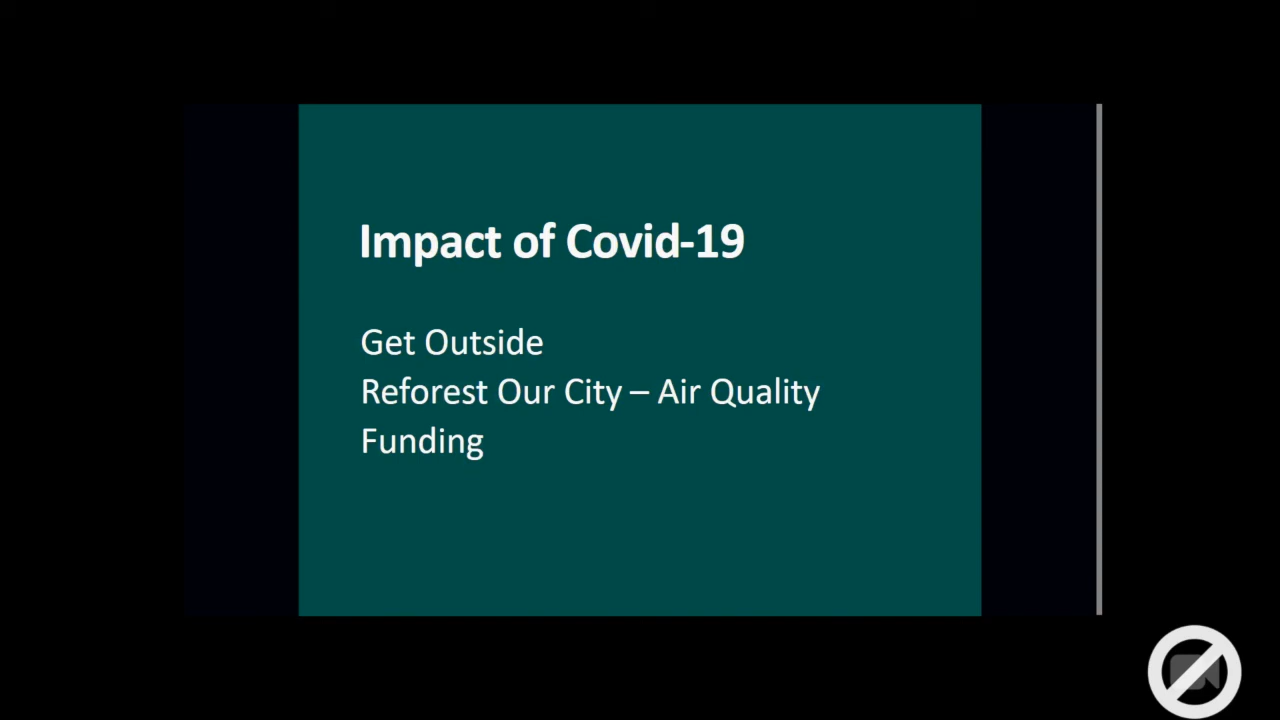 Impact of Covid-19
Get Outside
Reforest Our City – Air Quality
Funding